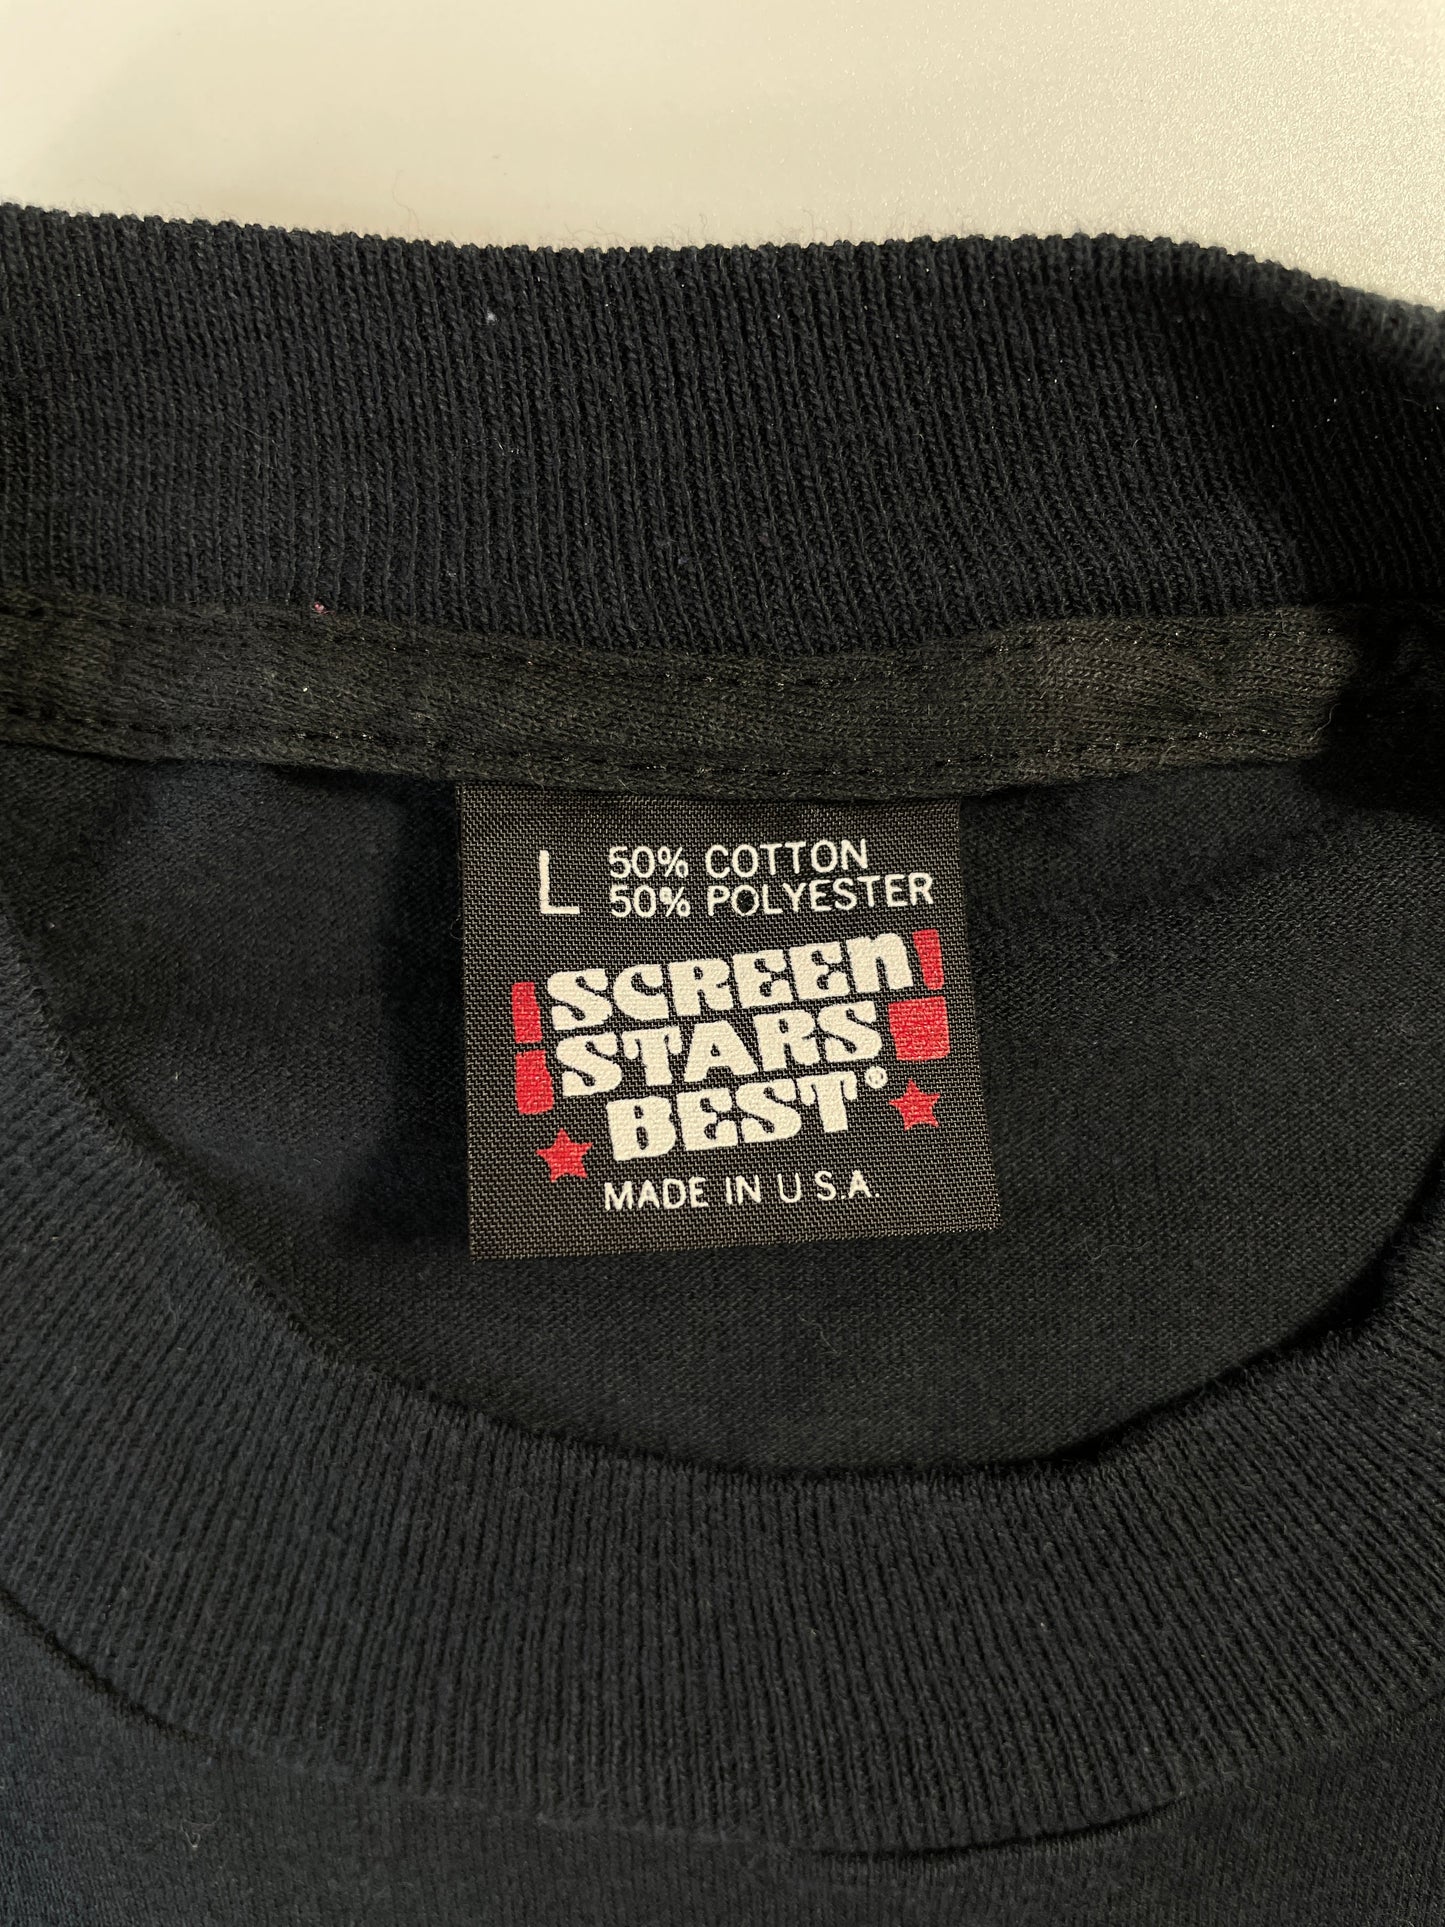 L 50% COTTON
50% POLYESTER
SCREEN
STARS
BEST®
MADE IN U S.A.